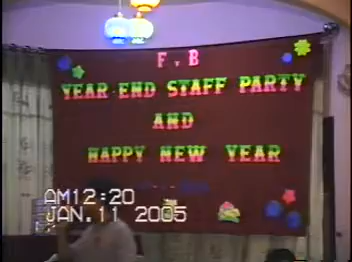 F & B
YEAR-END STAFF PARTY
AND
HAPPY NEW YEAR
AM12:20
JAN.11 2005